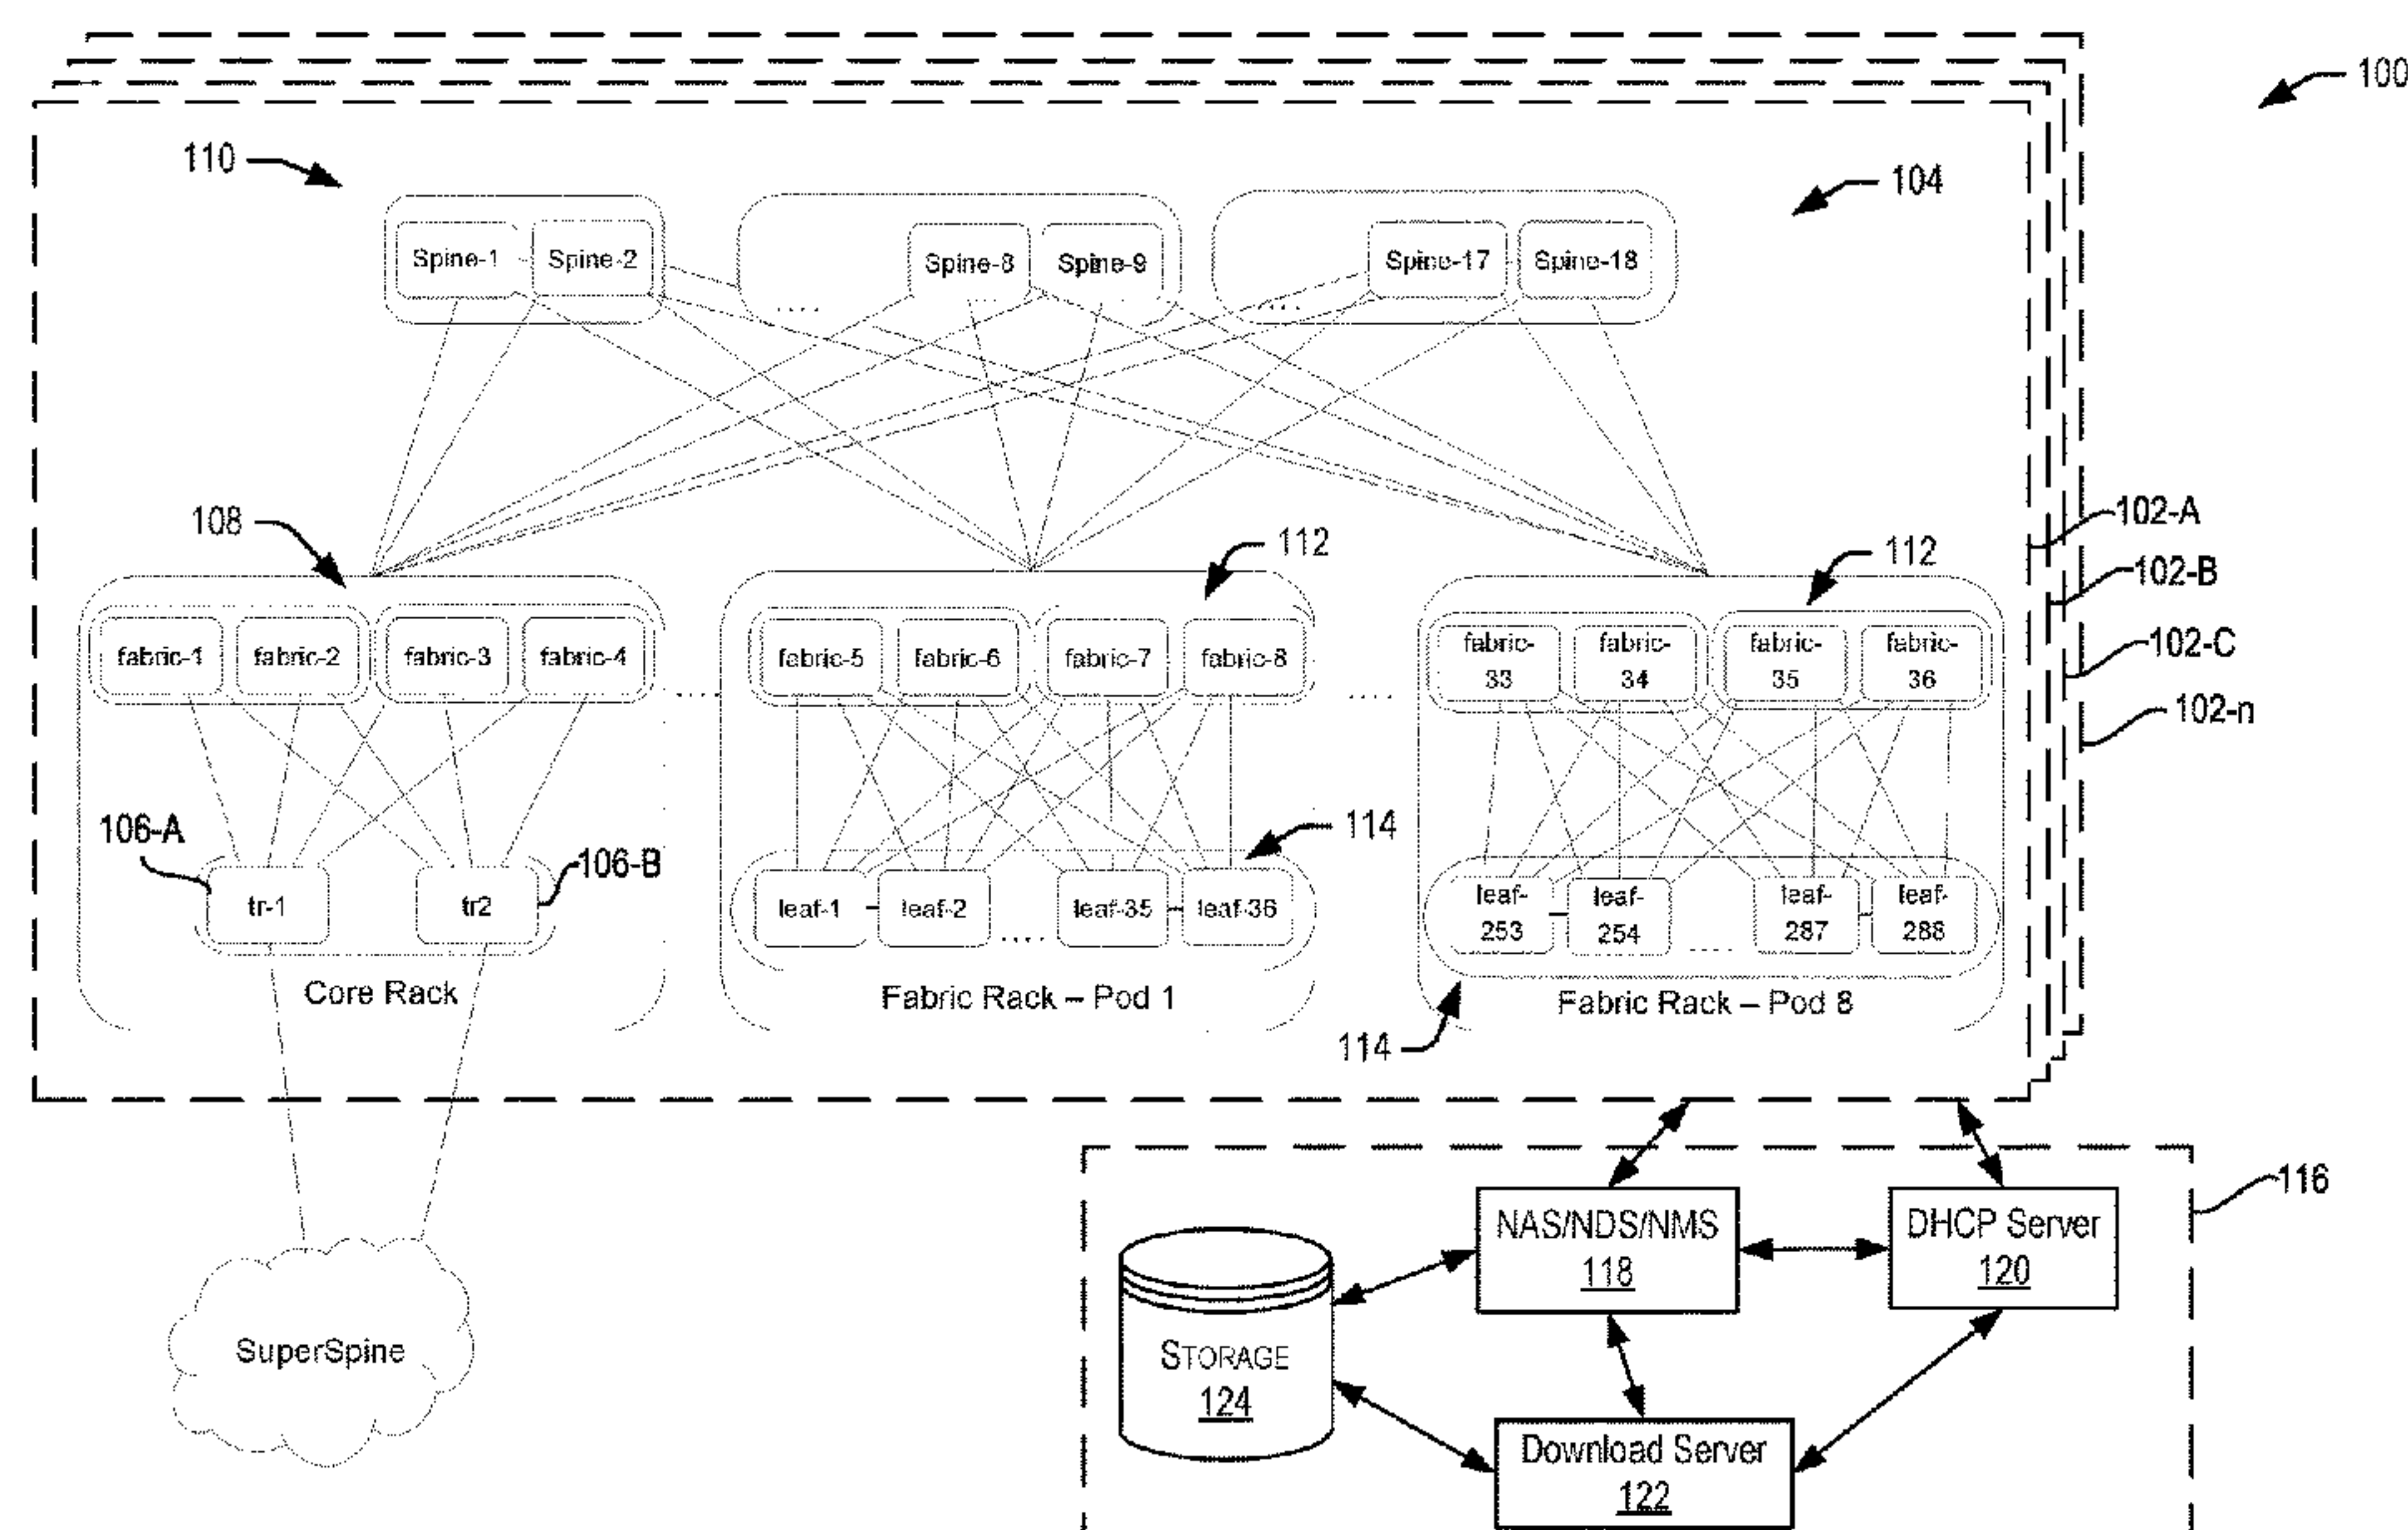 100
110
104
Spine-1
Spine-2
....
Spine-8
Spine-9
....
Spine-17
Spine-18
102-A
102-B
102-C
102-n
108
112
112
fabric-1
fabric-2
fabric-3
fabric-4
....
fabric-5
fabric-6
fabric-7
fabric-8
....
fabric-
33
fabric-
34
fabric-
35
fabric-
36
106-A
106-B
114
tr-1
tr2
leaf-1
leaf-2
....
leaf-35
leaf-36
leaf-
253
leaf-
254
....
leaf-
287
leaf-
288
Core Rack
Fabric Rack – Pod 1
Fabric Rack – Pod 8
114
116
NAS/NDS/NMS
118
DHCP Server
120
SuperSpine
STORAGE
124
Download Server
122